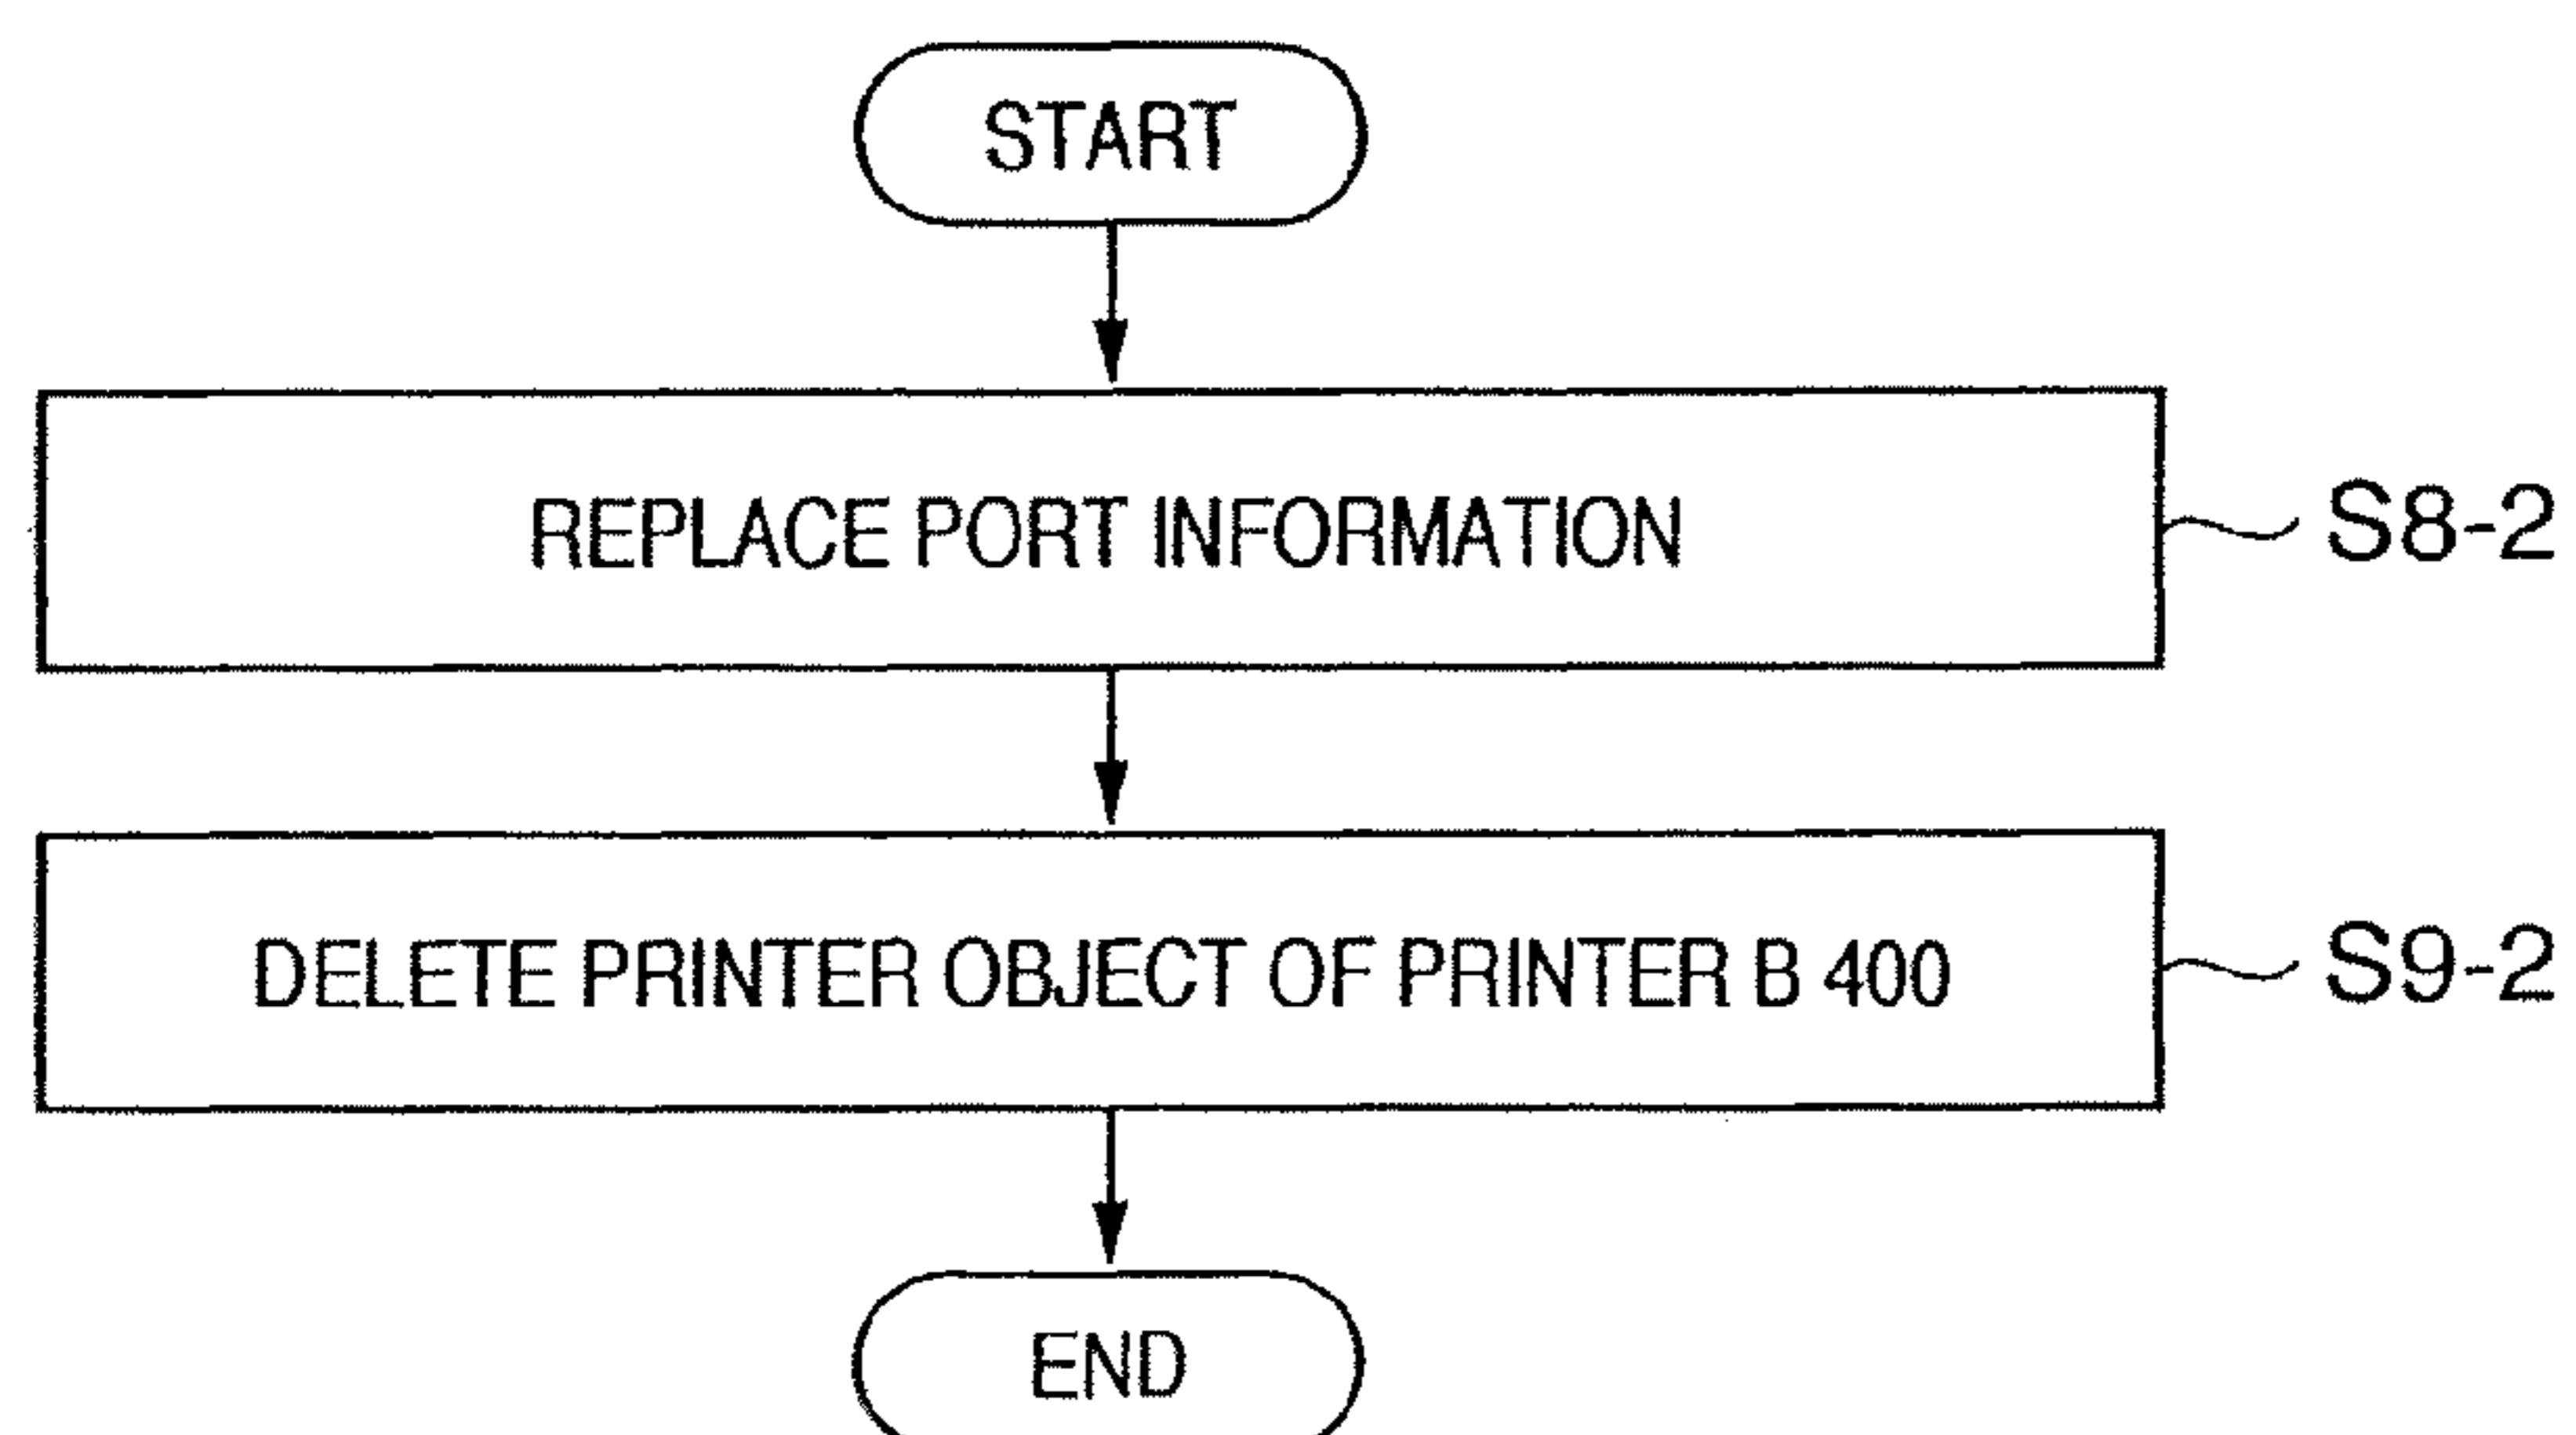 START
REPLACE PORT INFORMATION
S8-2
DELETE PRINTER OBJECT OF PRINTER B 400
S9-2
END